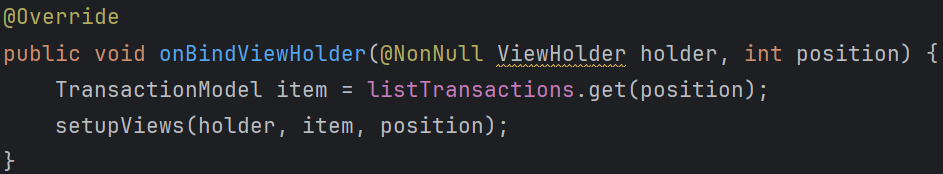 @Override
public void onBindViewHolder(@NonNull ViewHolder holder, int position) {
    TransactionModel item = listTransactions.get(position);
    setupViews(holder, item, position);
}